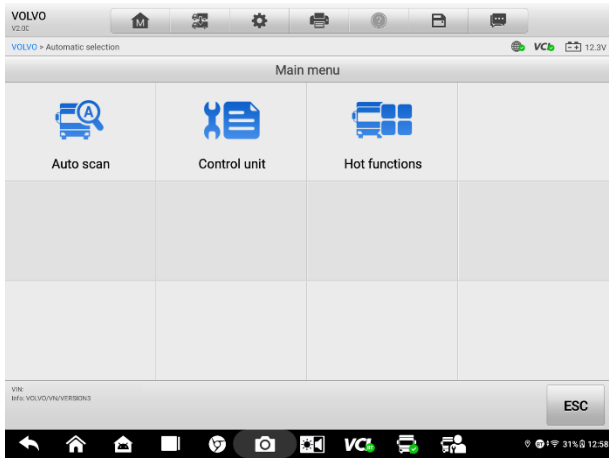 VOLVO
V2.00
VOLVO > Automatic selection
VCI 12.3V
Main menu
Auto scan
Control unit
Hot functions
VIN:
Info: VOLVO/VN/VERSION3
ESC
VCI
31% 12:58